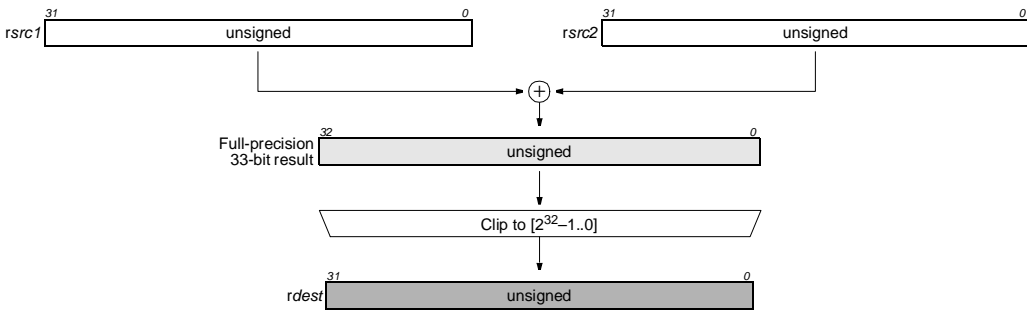 31 0 31 0
rsrc1 unsigned rsrc2 unsigned
+
32 0
Full-precision
33-bit result
unsigned
Clip to [2^32–1..0]
31 0
rdest unsigned